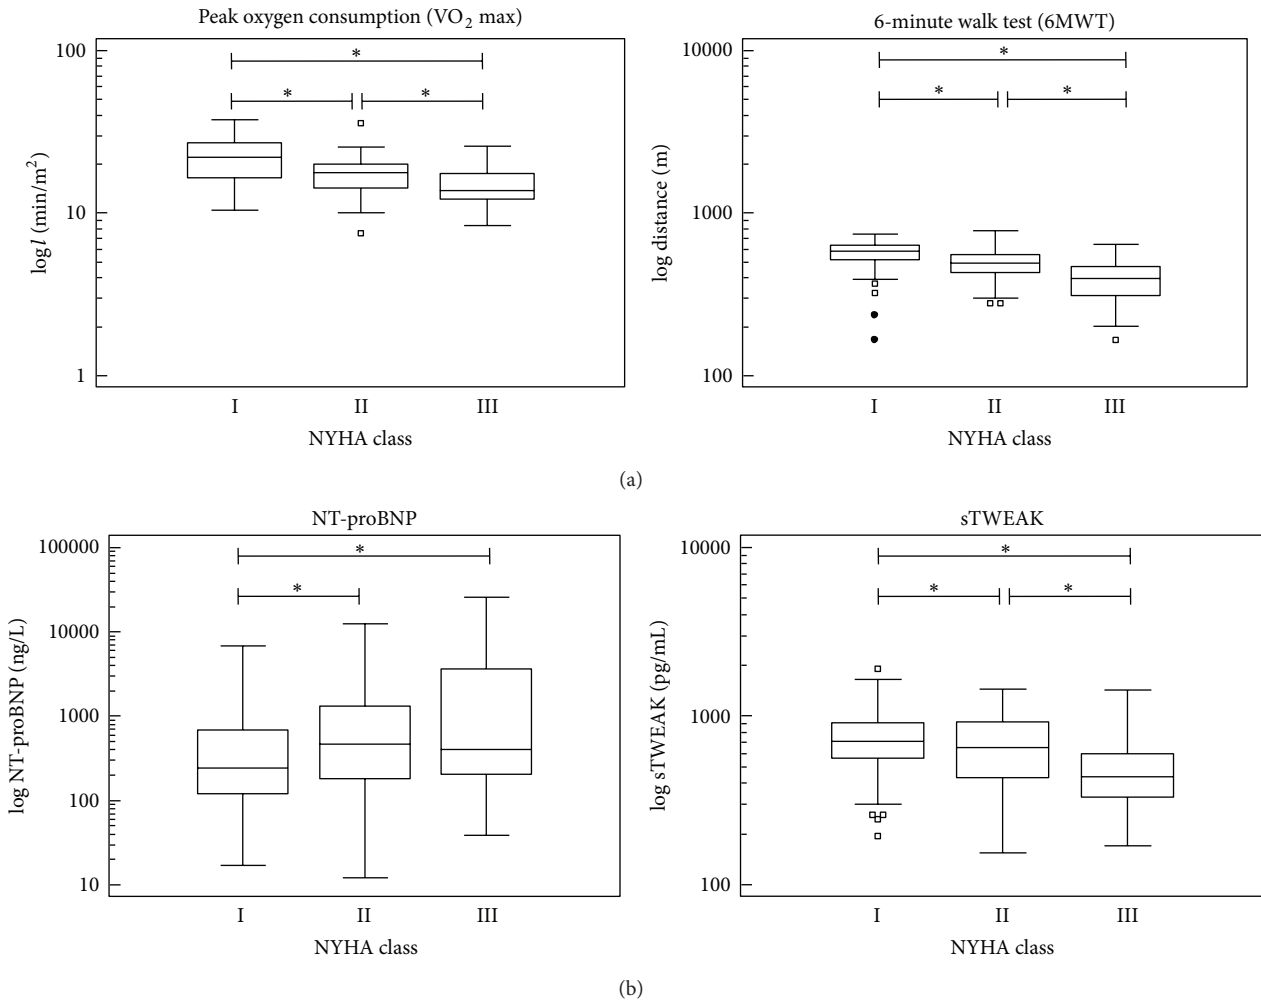 Peak oxygen consumption (VO₂ max)
100
10
1
log l (min/m²)
*
*
*
I II III
NYHA class
6-minute walk test (6MWT)
10000
1000
100
log distance (m)
*
*
*
I II III
NYHA class
(a)
NT-proBNP
100000
10000
1000
100
10
log NT-proBNP (ng/L)
*
*
I II III
NYHA class
sTWEAK
10000
1000
100
log sTWEAK (pg/mL)
*
*
*
I II III
NYHA class
(b)